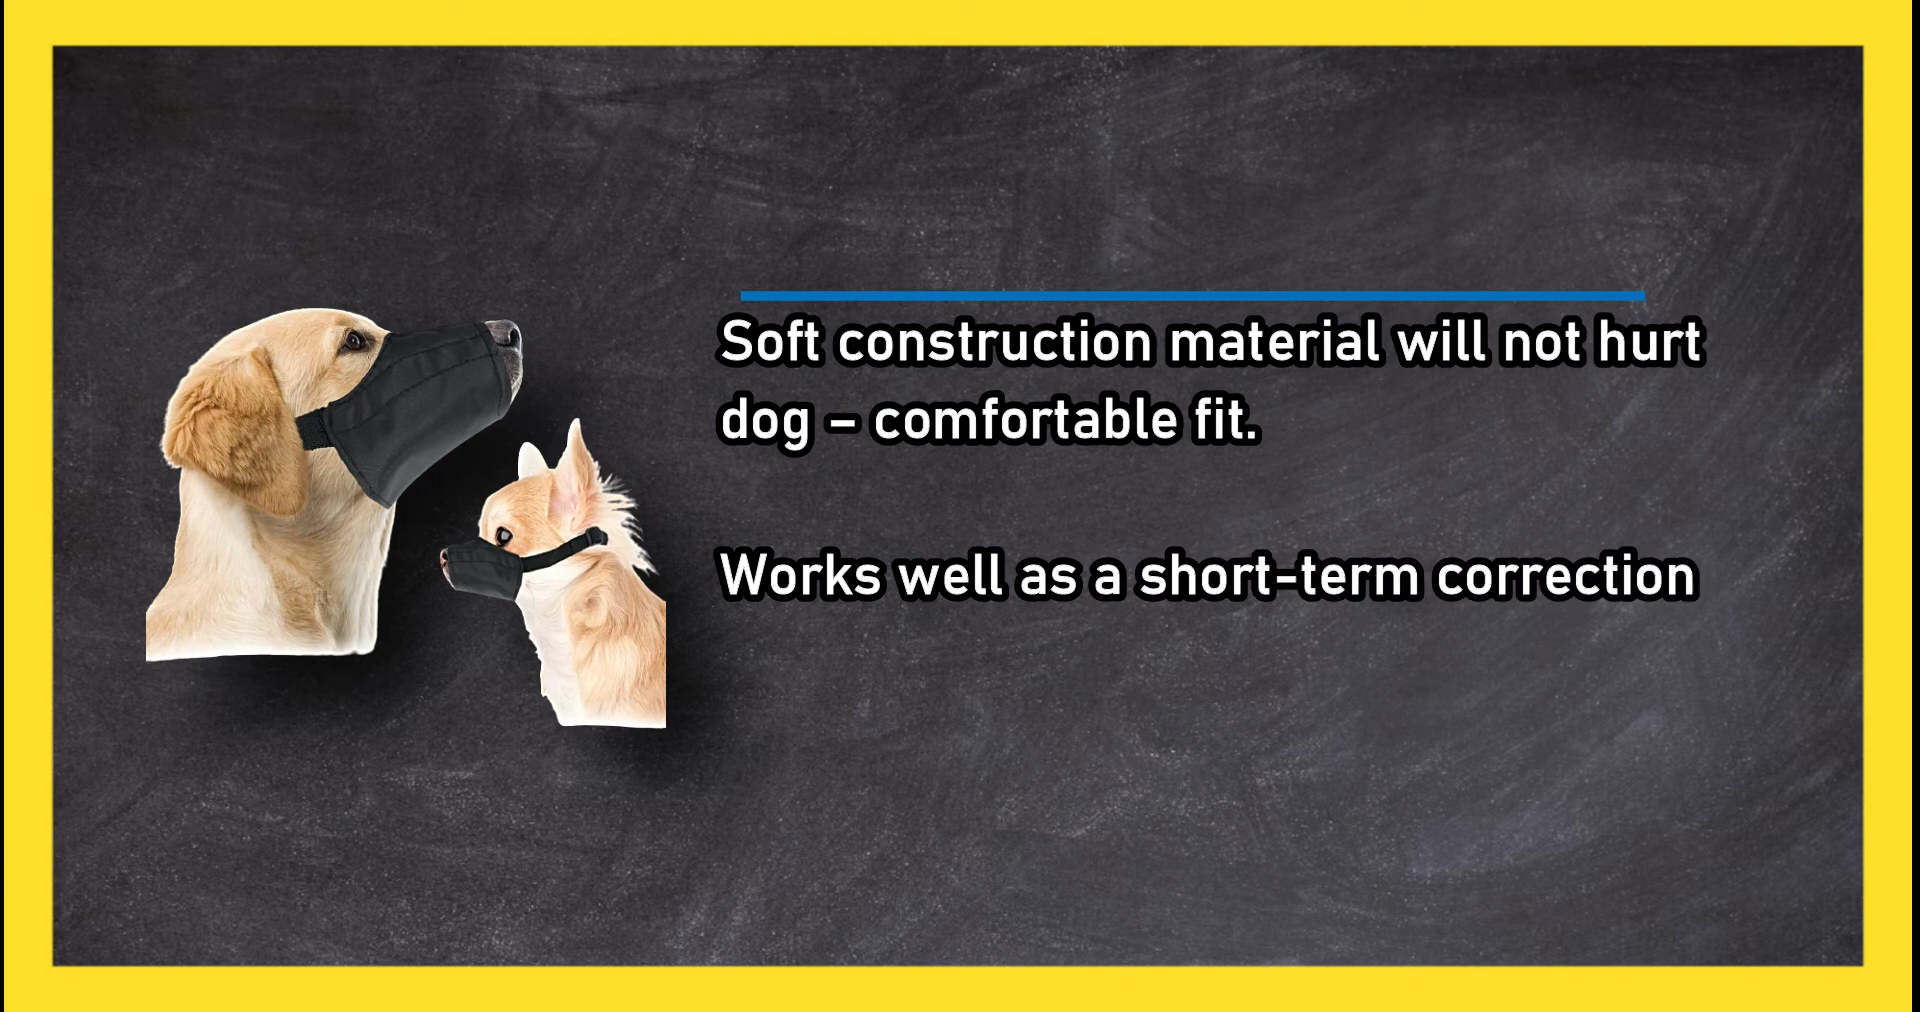 Soft construction material will not hurt
dog – comfortable fit.
Works well as a short-term correction